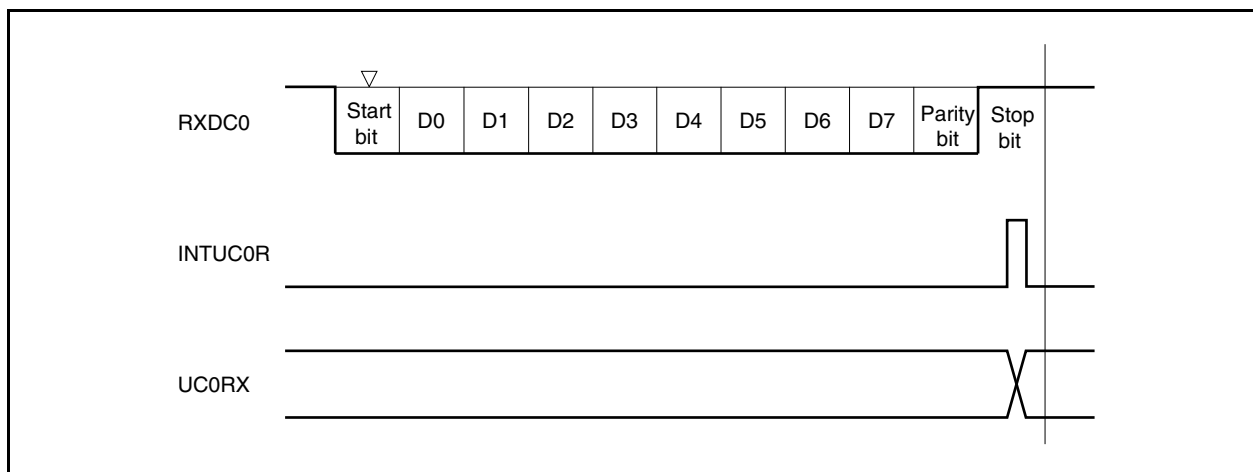 RXDC0
Start bit
D0
D1
D2
D3
D4
D5
D6
D7
Parity bit
Stop bit
INTUC0R
UC0RX